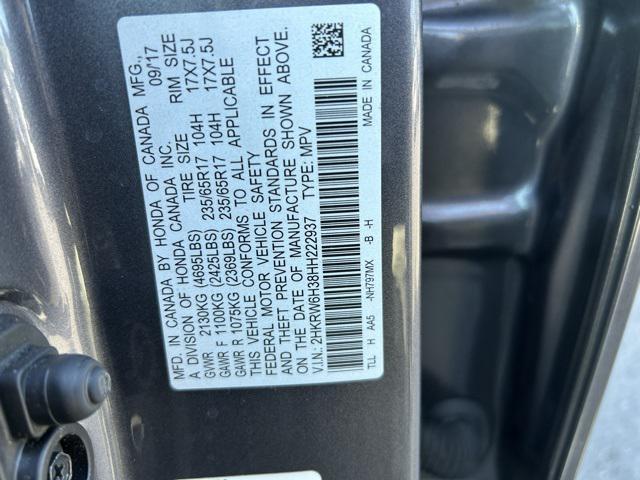 MFD. IN CANADA BY HONDA OF CANADA MFG.,
A DIVISION OF HONDA CANADA INC. 09/17
TIRE SIZE RIM SIZE
GVWR 2130KG (4695LBS)
GAWR F 1100KG (2425LBS) 235/65R17 104H 17X7.5J
GAWR R 1075KG (2369LBS) 235/65R17 104H 17X7.5J
THIS VEHICLE CONFORMS TO ALL APPLICABLE
FEDERAL MOTOR VEHICLE SAFETY
AND THEFT PREVENTION STANDARDS IN EFFECT
ON THE DATE OF MANUFACTURE SHOWN ABOVE.
V.I.N.: 2HKRW6H38HH222937 TYPE: MPV
TLL H AA5 -NH797MX -B -H MADE IN CANADA